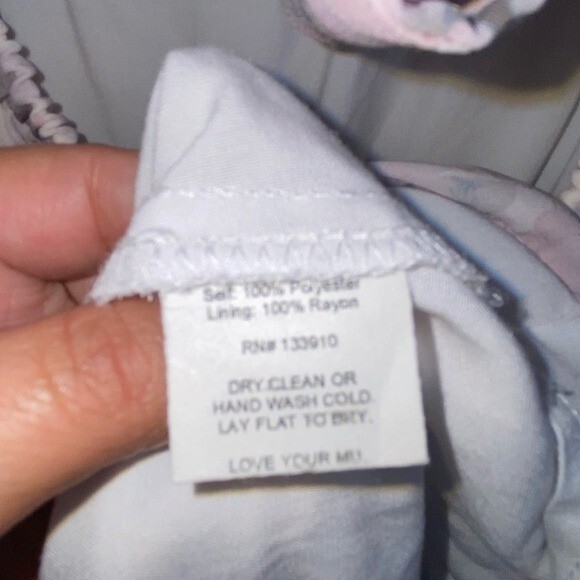 Self: 100% Polyester
Lining: 100% Rayon
RN# 133910
DRY CLEAN OR
HAND WASH COLD.
LAY FLAT TO DRY.
LOVE YOUR MU.